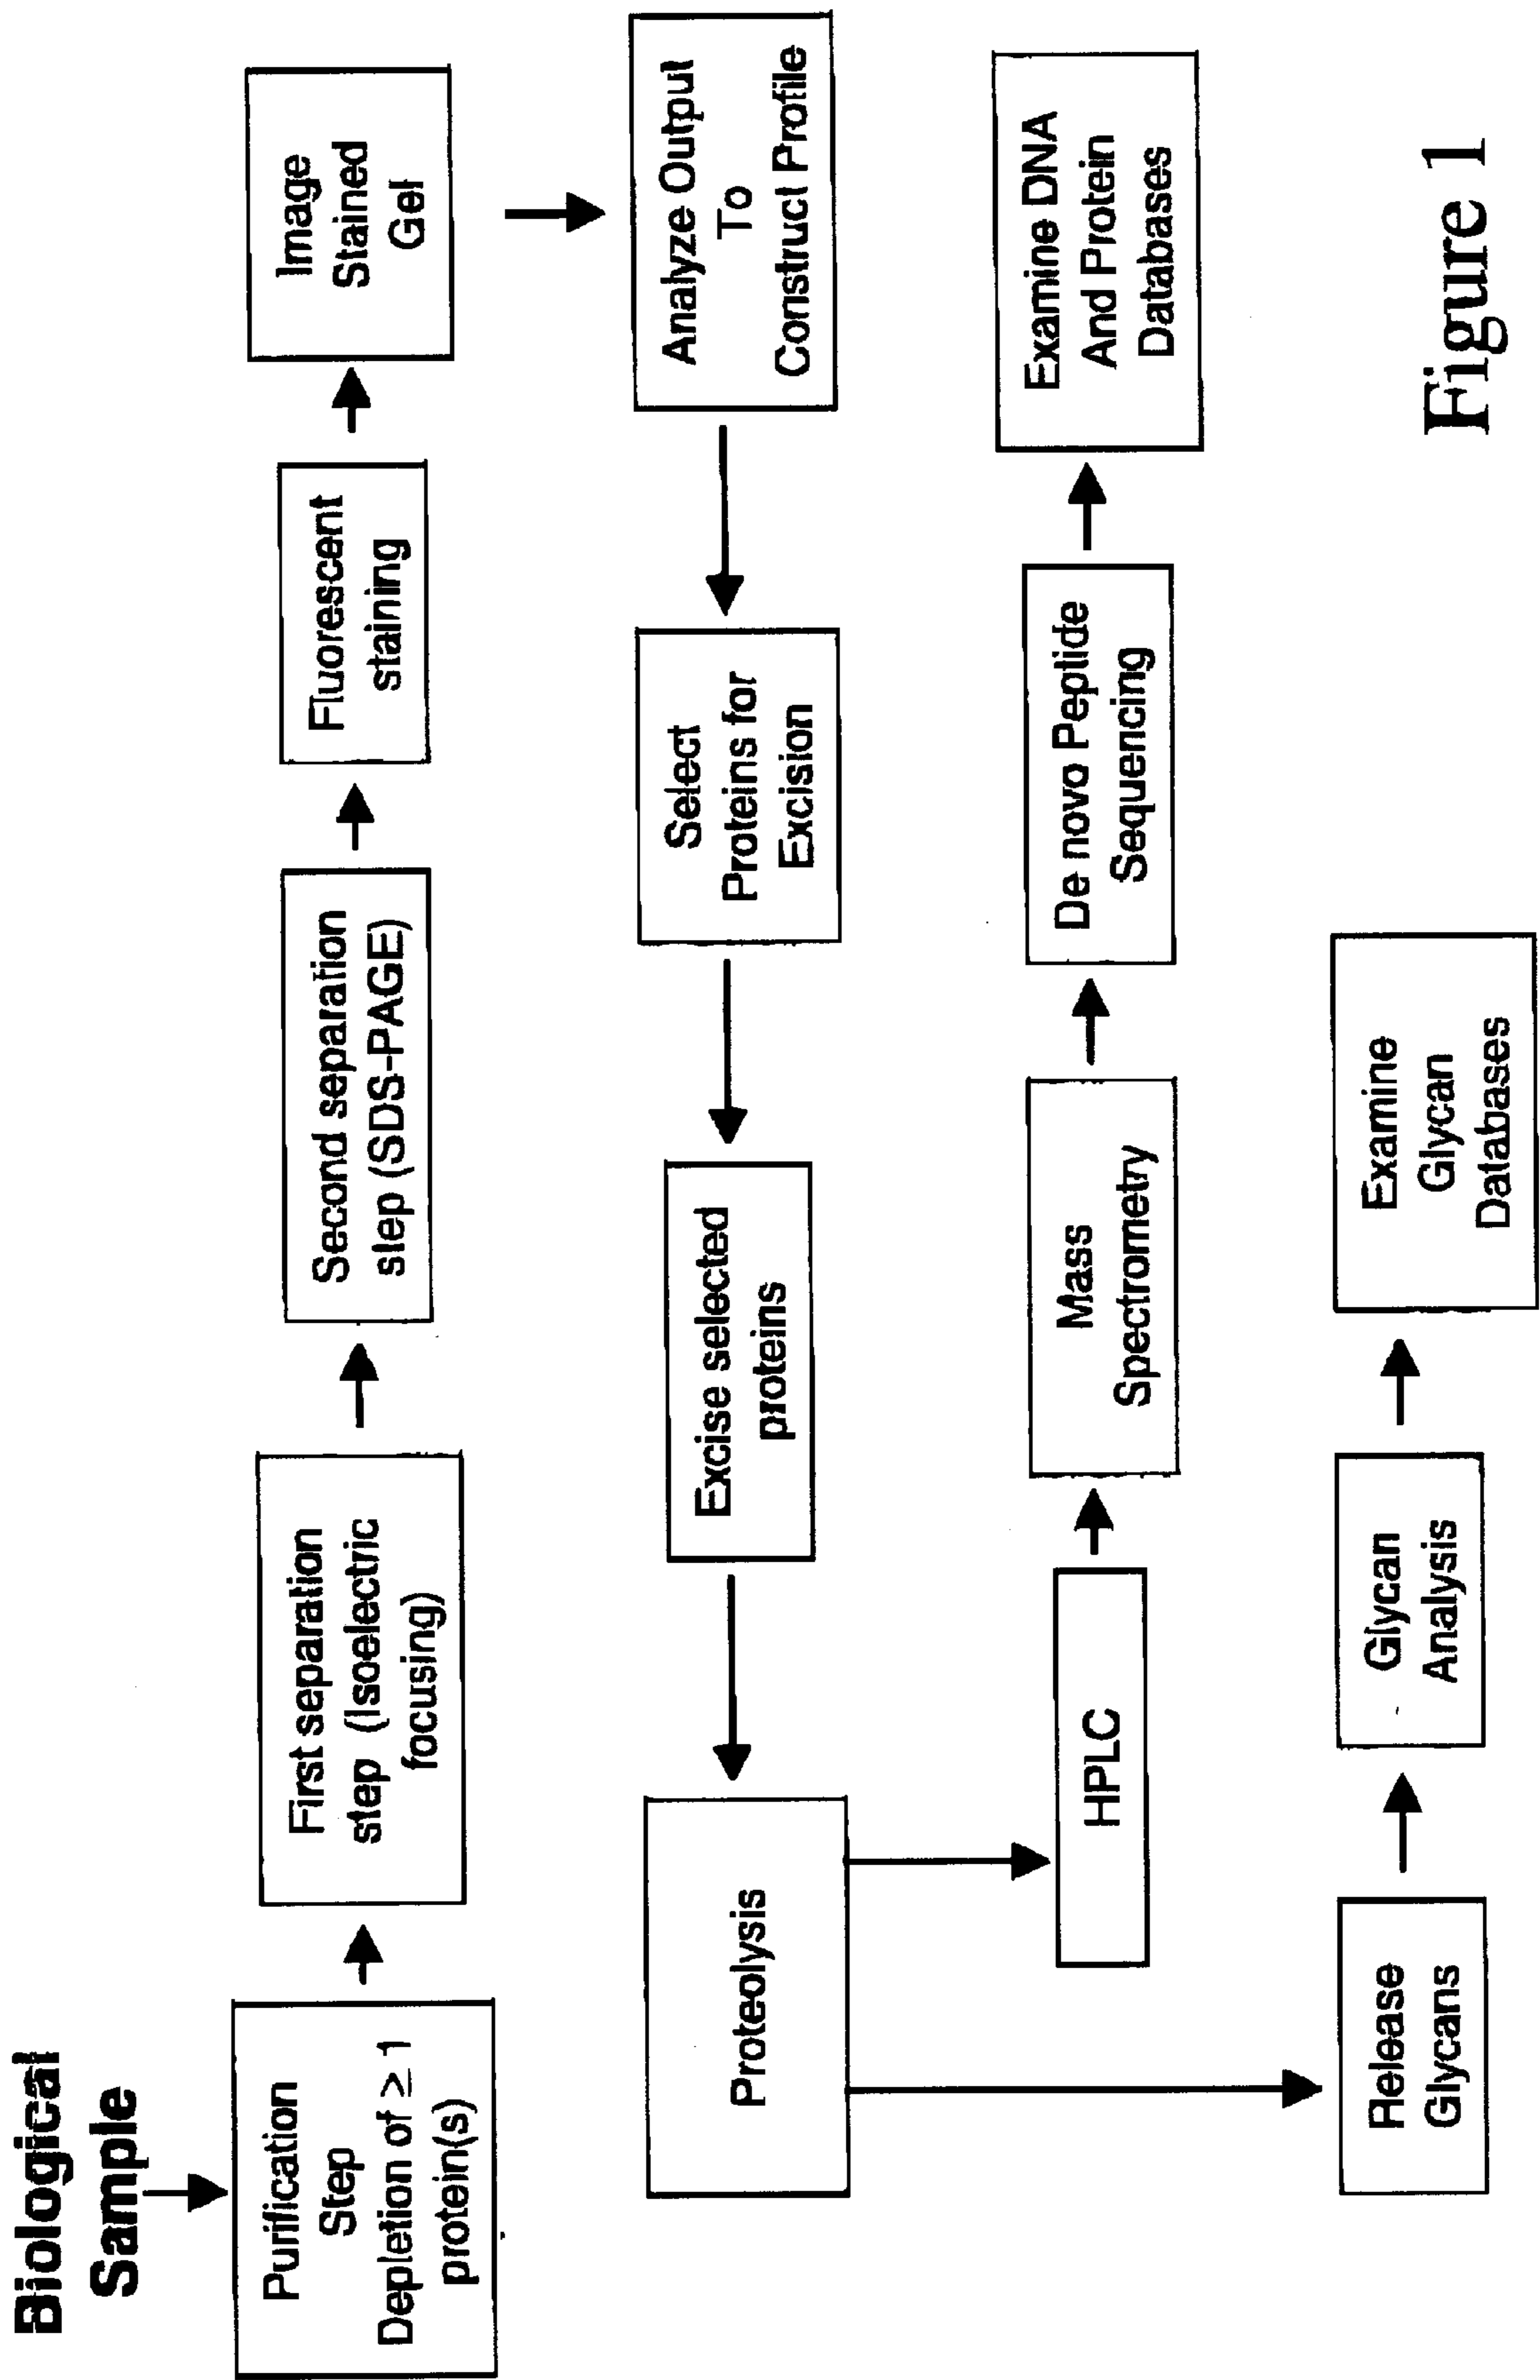 Biological
Sample
Purification
Step
Depletion of ≥ 1
protein(s)
First separation
step (Isoelectric
focusing)
Second separation
step (SDS-PAGE)
Fluorescent
staining
Image
Stained
Gel
Analyze Output
To
Construct Profile
Select
Proteins for
Excision
Excise selected
proteins
Proteolysis
HPLC
Mass
Spectrometry
De novo Peptide
Sequencing
Examine DNA
And Protein
Databases
Release
Glycans
Glycan
Analysis
Examine
Glycan
Databases
Figure 1